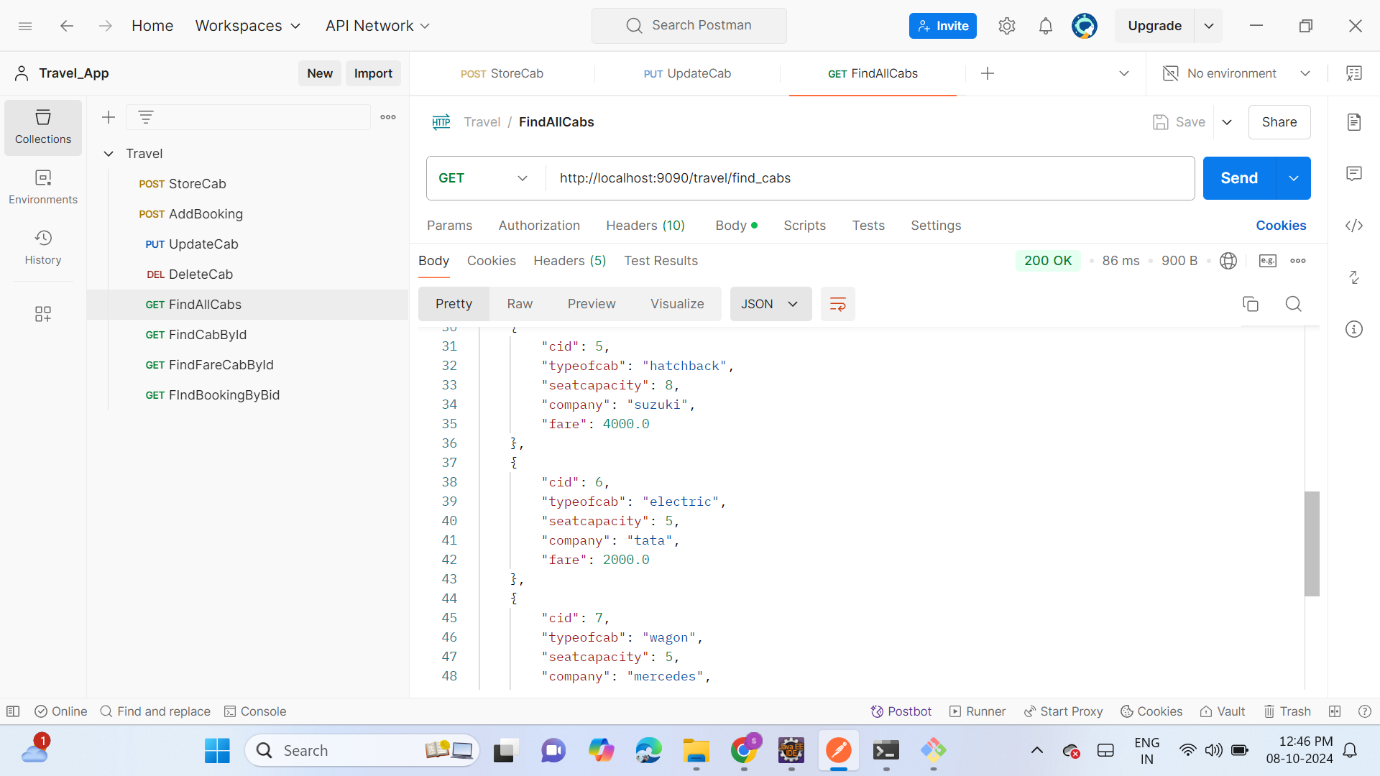 Home Workspaces API Network Search Postman Invite Upgrade
Travel_App New Import POST StoreCab PUT UpdateCab GET FindAllCabs No environment
Collections
Environments
History
Travel
POST StoreCab
POST AddBooking
PUT UpdateCab
DEL DeleteCab
GET FindAllCabs
GET FindCabById
GET FindFareCabById
GET FIndBookingByBid
HTTP Travel / FindAllCabs Save Share
GET http://localhost:9090/travel/find_cabs Send
Params Authorization Headers (10) Body Scripts Tests Settings Cookies
Body Cookies Headers (5) Test Results 200 OK 86 ms 900 B e.g.
Pretty Raw Preview Visualize JSON
30 {
31 "cid": 5,
32 "typeofcab": "hatchback",
33 "seatcapacity": 8,
34 "company": "suzuki",
35 "fare": 4000.0
36 },
37 {
38 "cid": 6,
39 "typeofcab": "electric",
40 "seatcapacity": 5,
41 "company": "tata",
42 "fare": 2000.0
43 },
44 {
45 "cid": 7,
46 "typeofcab": "wagon",
47 "seatcapacity": 5,
48 "company": "mercedes",
Online Find and replace Console Postbot Runner Start Proxy Cookies Vault Trash
1 Search ENG IN 12:46 PM 08-10-2024